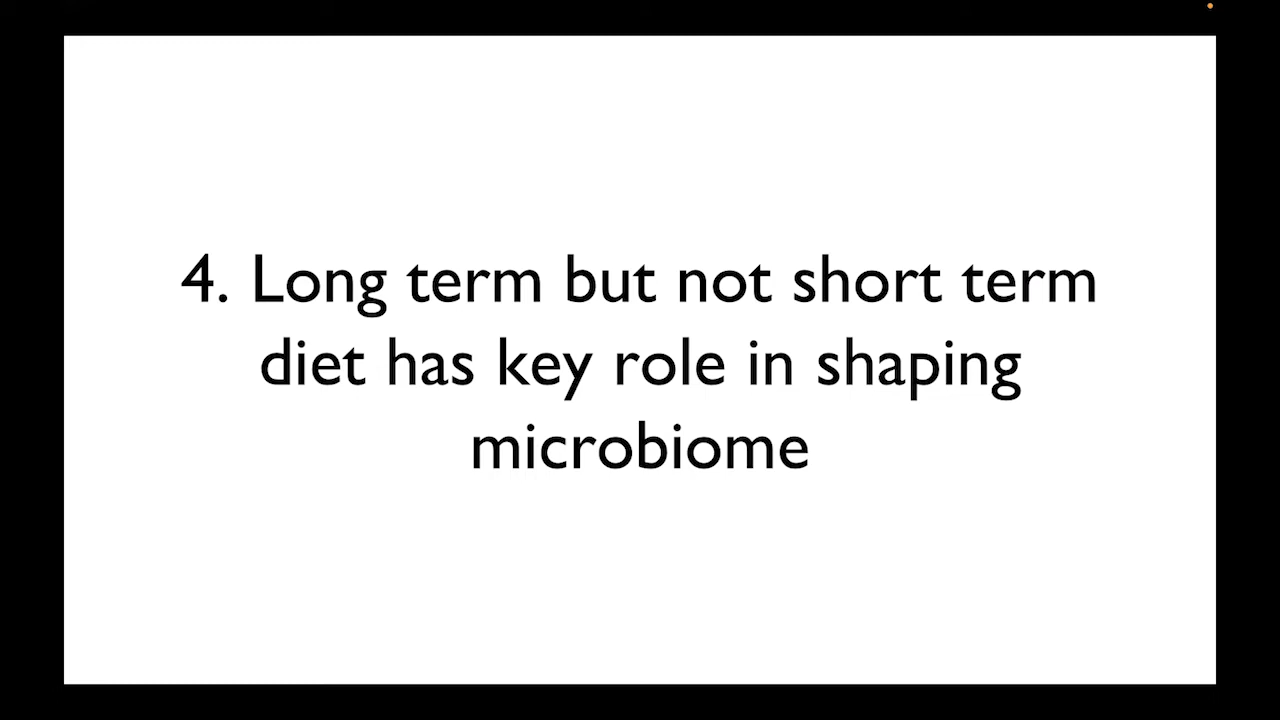 4. Long term but not short term
diet has key role in shaping
microbiome